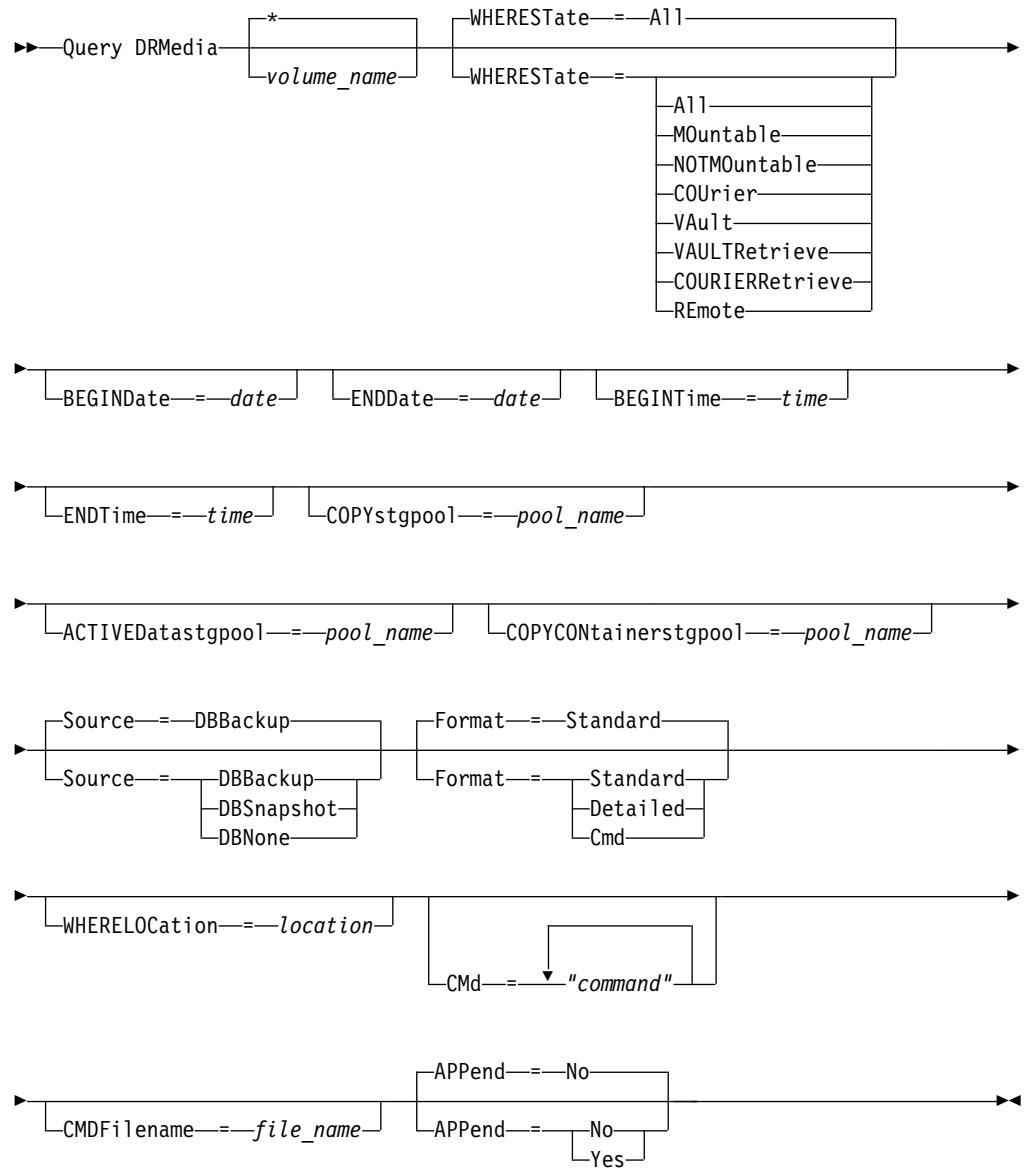 *
WHERESTate = All
Query DRMedia
volume_name
WHERESTate =
All
MOuntable
NOTMOuntable
COUrier
VAult
VAULTRetrieve
COURIERRetrieve
REmote
BEGINDate = date
ENDDate = date
BEGINTime = time
ENDTime = time
COPYstgpool = pool_name
ACTIVEDatastgpool = pool_name
COPYCONtainerstgpool = pool_name
Source = DBBackup
Format = Standard
Source = DBBackup
DBSnapshot
DBNone
Format = Standard
Detailed
Cmd
WHERELOCation = location
CMd = "command"
CMDFilename = file_name
APPend = No
APPend = No
Yes